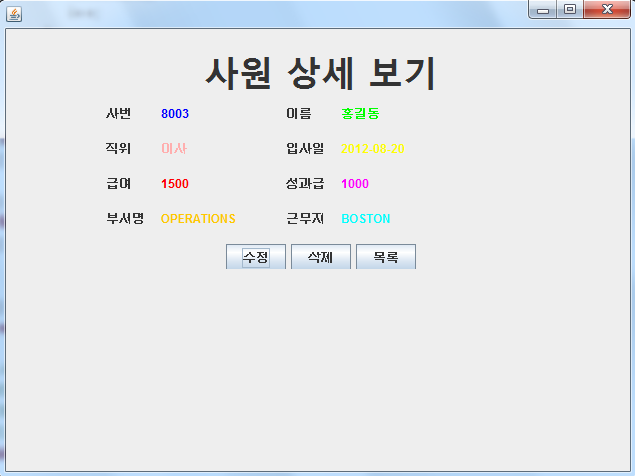 사원 상세 보기
사번 8003 이름 홍길동
직위 이사 입사일 2012-08-20
급여 1500 성과급 1000
부서명 OPERATIONS 근무지 BOSTON
수정 삭제 목록